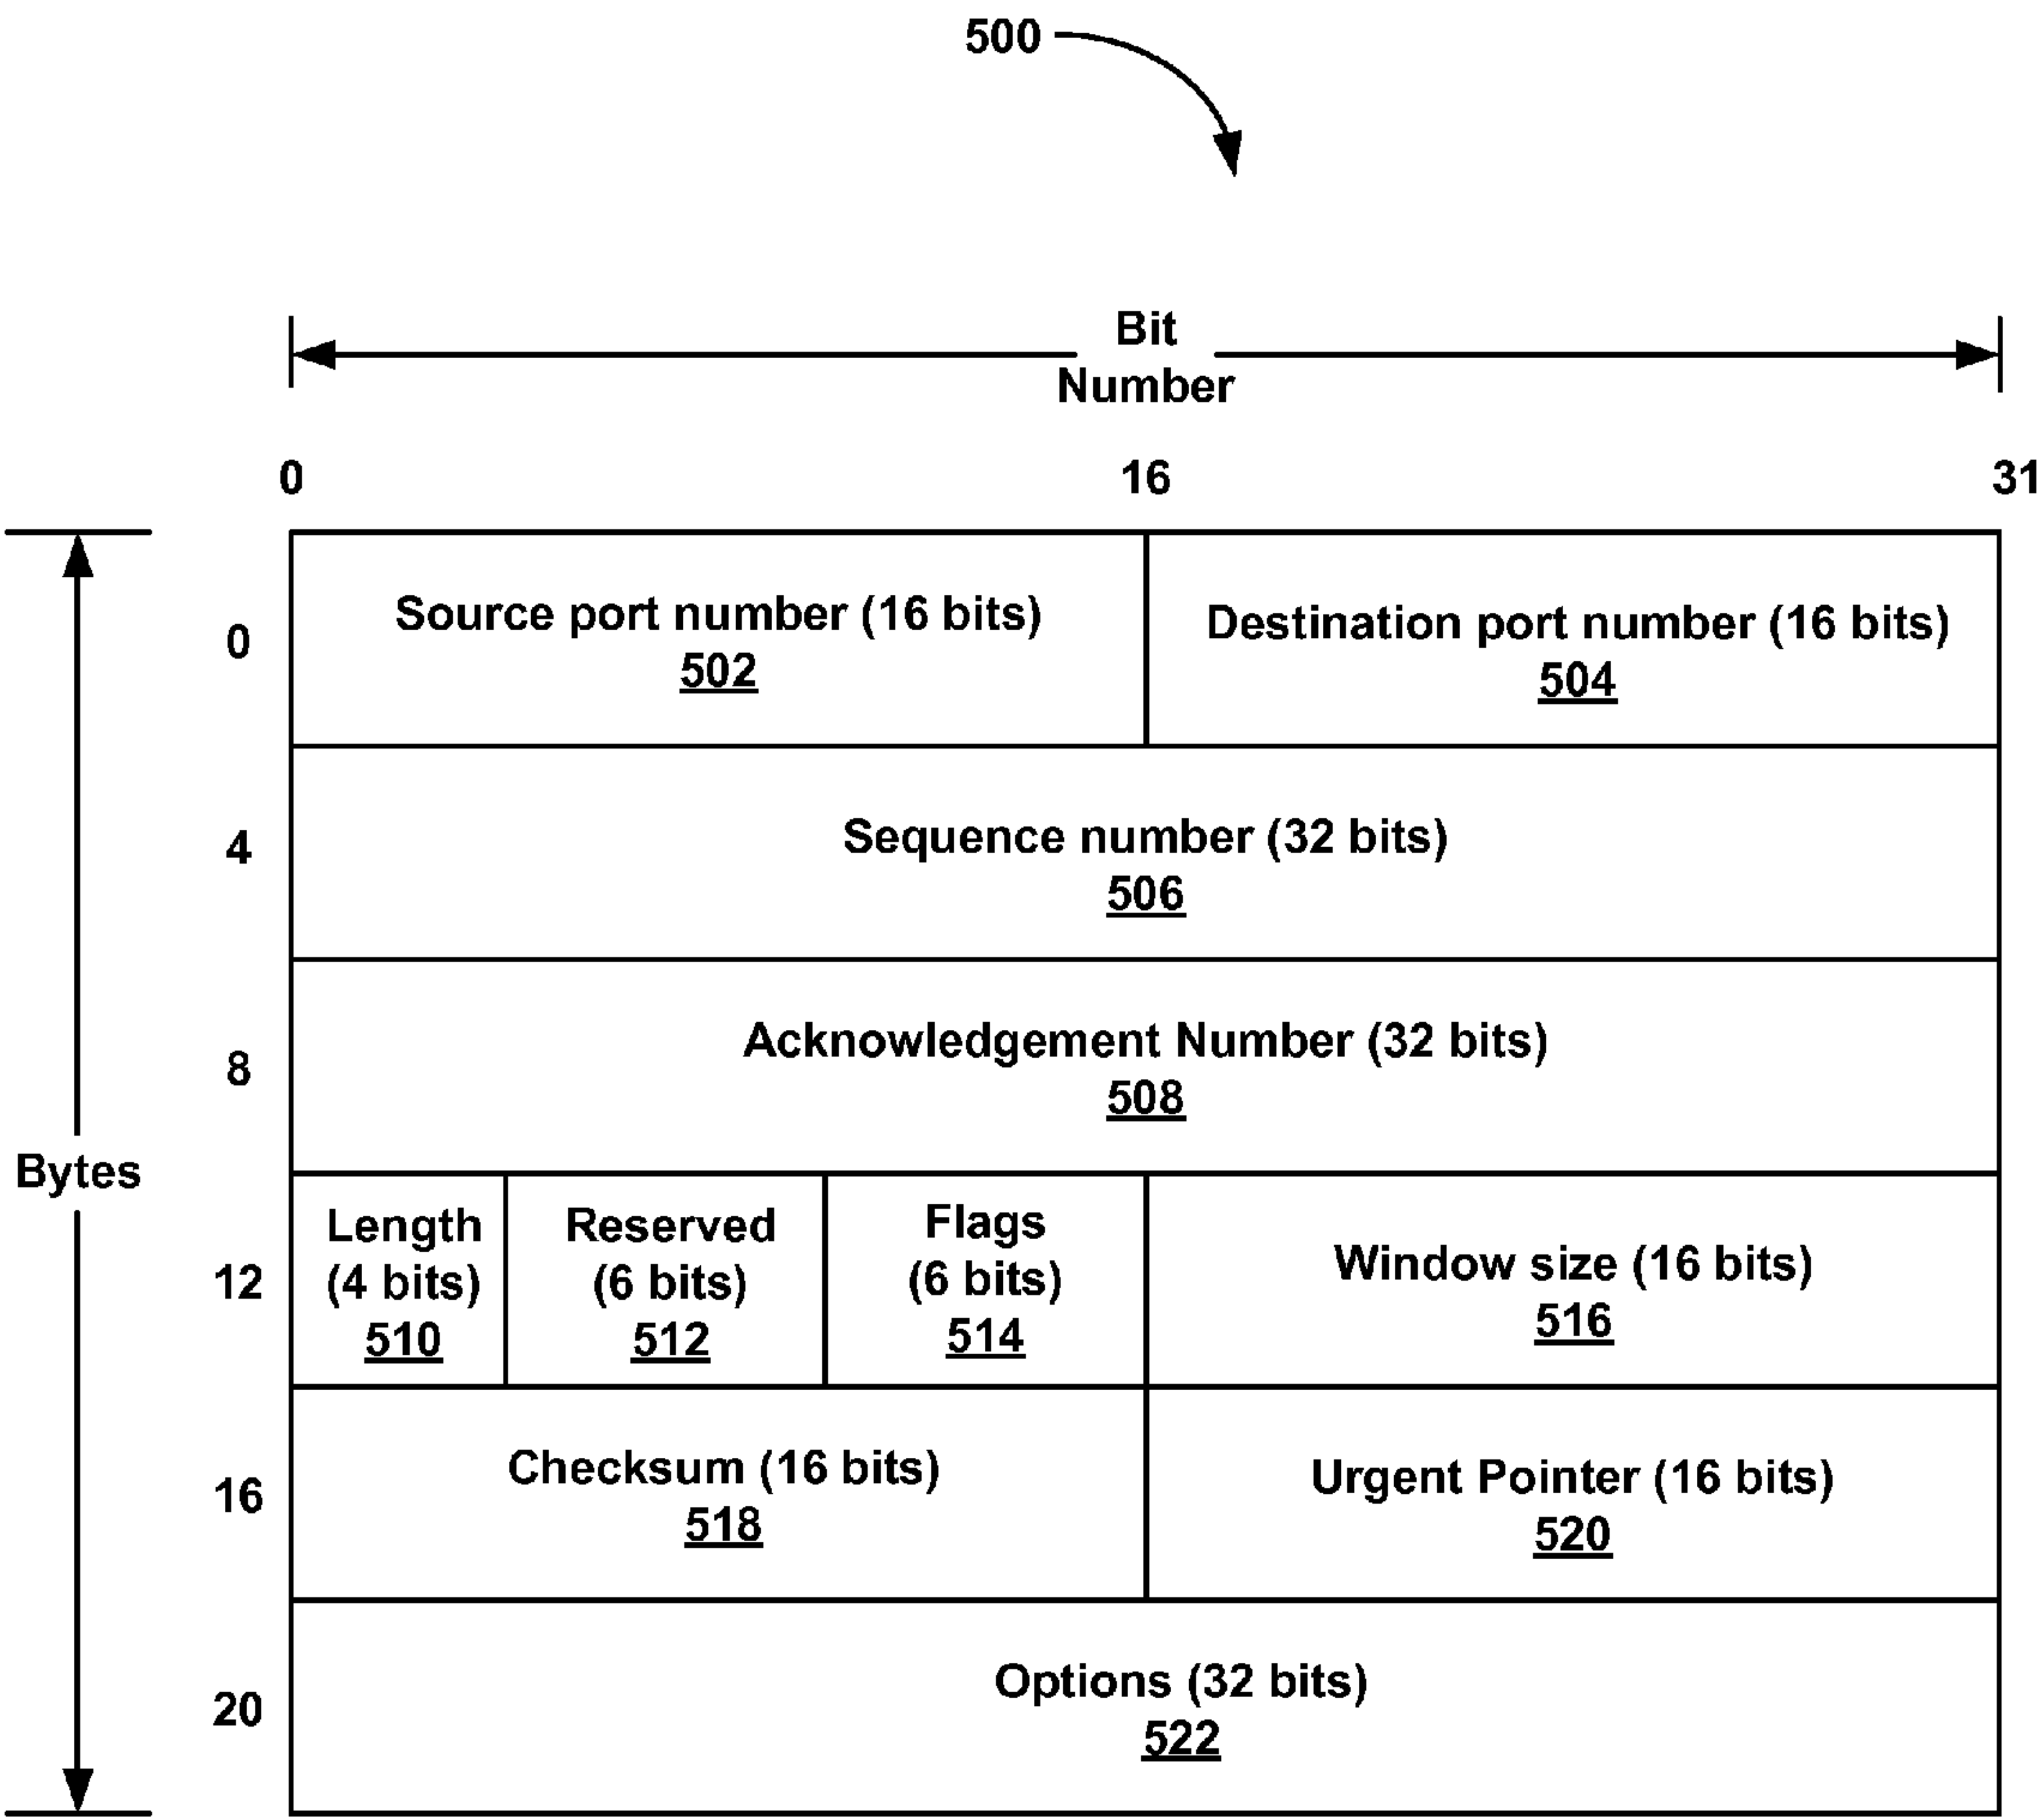 500
Bit
Number
0 16 31
0
Source port number (16 bits)
502
Destination port number (16 bits)
504
4
Sequence number (32 bits)
506
8
Acknowledgement Number (32 bits)
508
Bytes
12
Length
(4 bits)
510
Reserved
(6 bits)
512
Flags
(6 bits)
514
Window size (16 bits)
516
16
Checksum (16 bits)
518
Urgent Pointer (16 bits)
520
20
Options (32 bits)
522